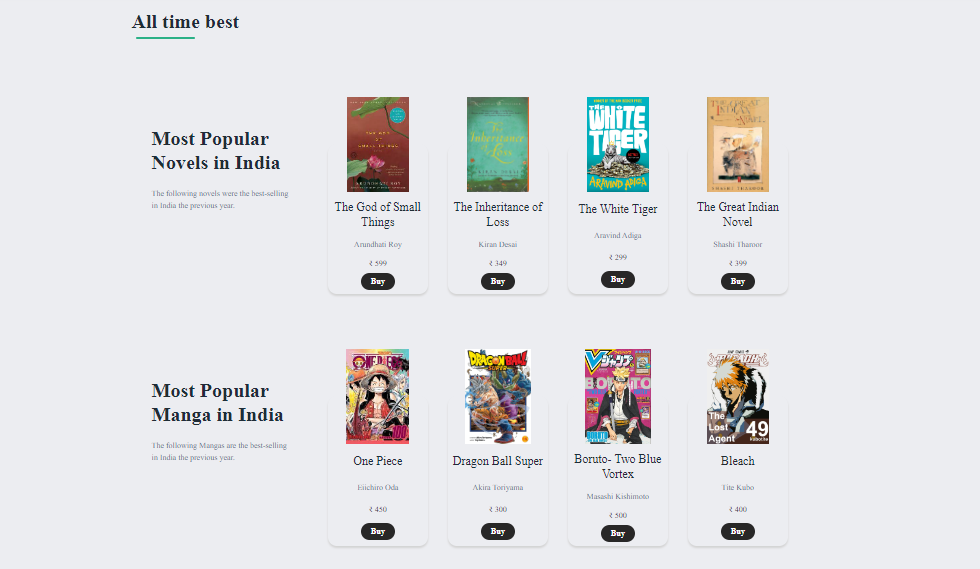 All time best
Most Popular
Novels in India
The following novels were the best-selling
in India the previous year.
THE WHITE TIGER
ARAVIND ADIGA
The God of Small
Things
Arundhati Roy
₹ 599
Buy
The Inheritance of
Loss
Kiran Desai
₹ 349
Buy
The White Tiger
Aravind Adiga
₹ 299
Buy
The Great Indian
Novel
Shashi Tharoor
₹ 399
Buy
Most Popular
Manga in India
The following Mangas are the best-selling
in India the previous year.
ONE PIECE
100
DRAGON BALL
SUPER
BORUTO
BORUTO
BLEACH
The
Lost
Agent
49
One Piece
Eiichiro Oda
₹ 450
Buy
Dragon Ball Super
Akira Toriyama
₹ 300
Buy
Boruto- Two Blue
Vortex
Masashi Kishimoto
₹ 500
Buy
Bleach
Tite Kubo
₹ 400
Buy